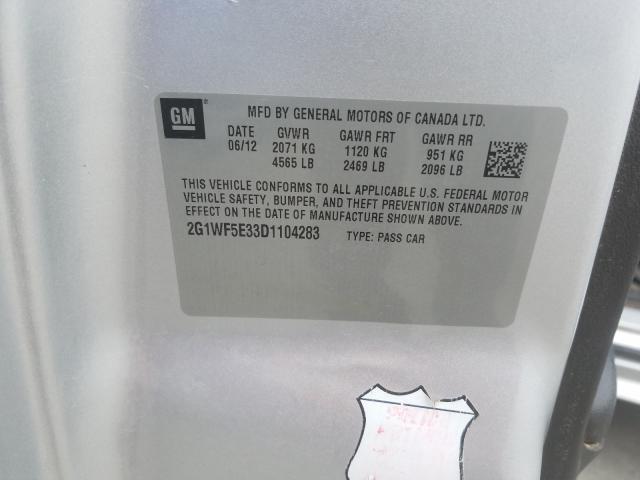 GM
MFD BY GENERAL MOTORS OF CANADA LTD.
DATE GVWR GAWR FRT GAWR RR
06/12 2071 KG 1120 KG 951 KG
4565 LB 2469 LB 2096 LB
THIS VEHICLE CONFORMS TO ALL APPLICABLE U.S. FEDERAL MOTOR
VEHICLE SAFETY, BUMPER, AND THEFT PREVENTION STANDARDS IN
EFFECT ON THE DATE OF MANUFACTURE SHOWN ABOVE.
2G1WF5E33D1104283 TYPE: PASS CAR